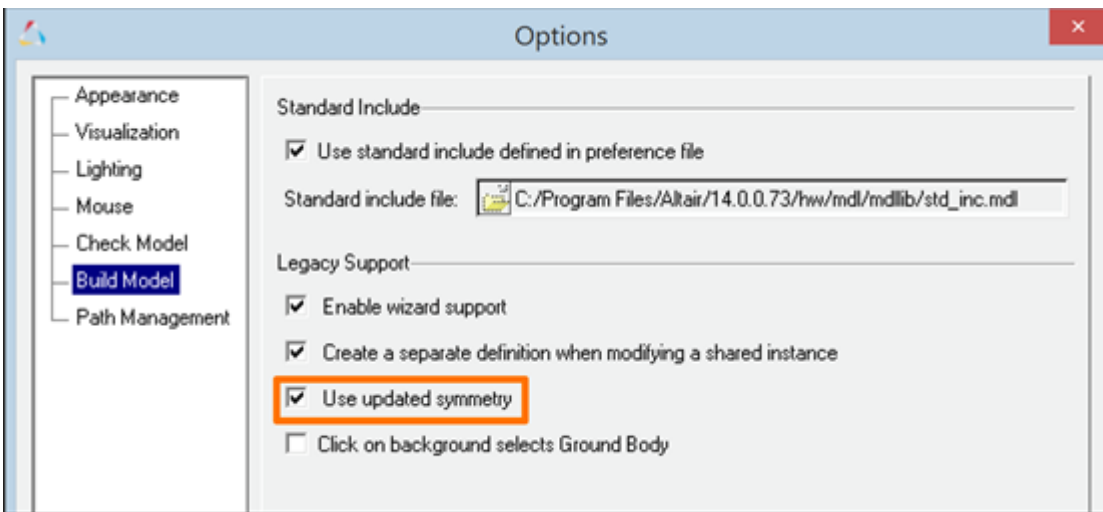 Options
Appearance
Visualization
Lighting
Mouse
Check Model
Build Model
Path Management
Standard Include
Use standard include defined in preference file
Standard include file: C:/Program Files/Altair/14.0.0.73/hw/mdl/mdllib/std_inc.mdl
Legacy Support
Enable wizard support
Create a separate definition when modifying a shared instance
Use updated symmetry
Click on background selects Ground Body